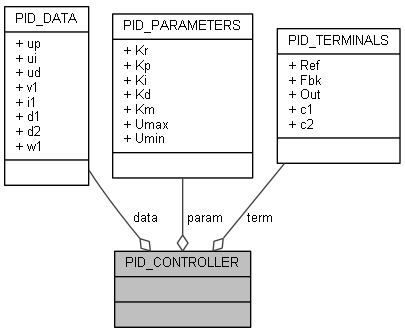 PID_DATA
+ up
+ ui
+ ud
+ v1
+ i1
+ d1
+ d2
+ w1
PID_PARAMETERS
+ Kr
+ Kp
+ Ki
+ Kd
+ Km
+ Umax
+ Umin
PID_TERMINALS
+ Ref
+ Fbk
+ Out
+ c1
+ c2
data
param
term
PID_CONTROLLER